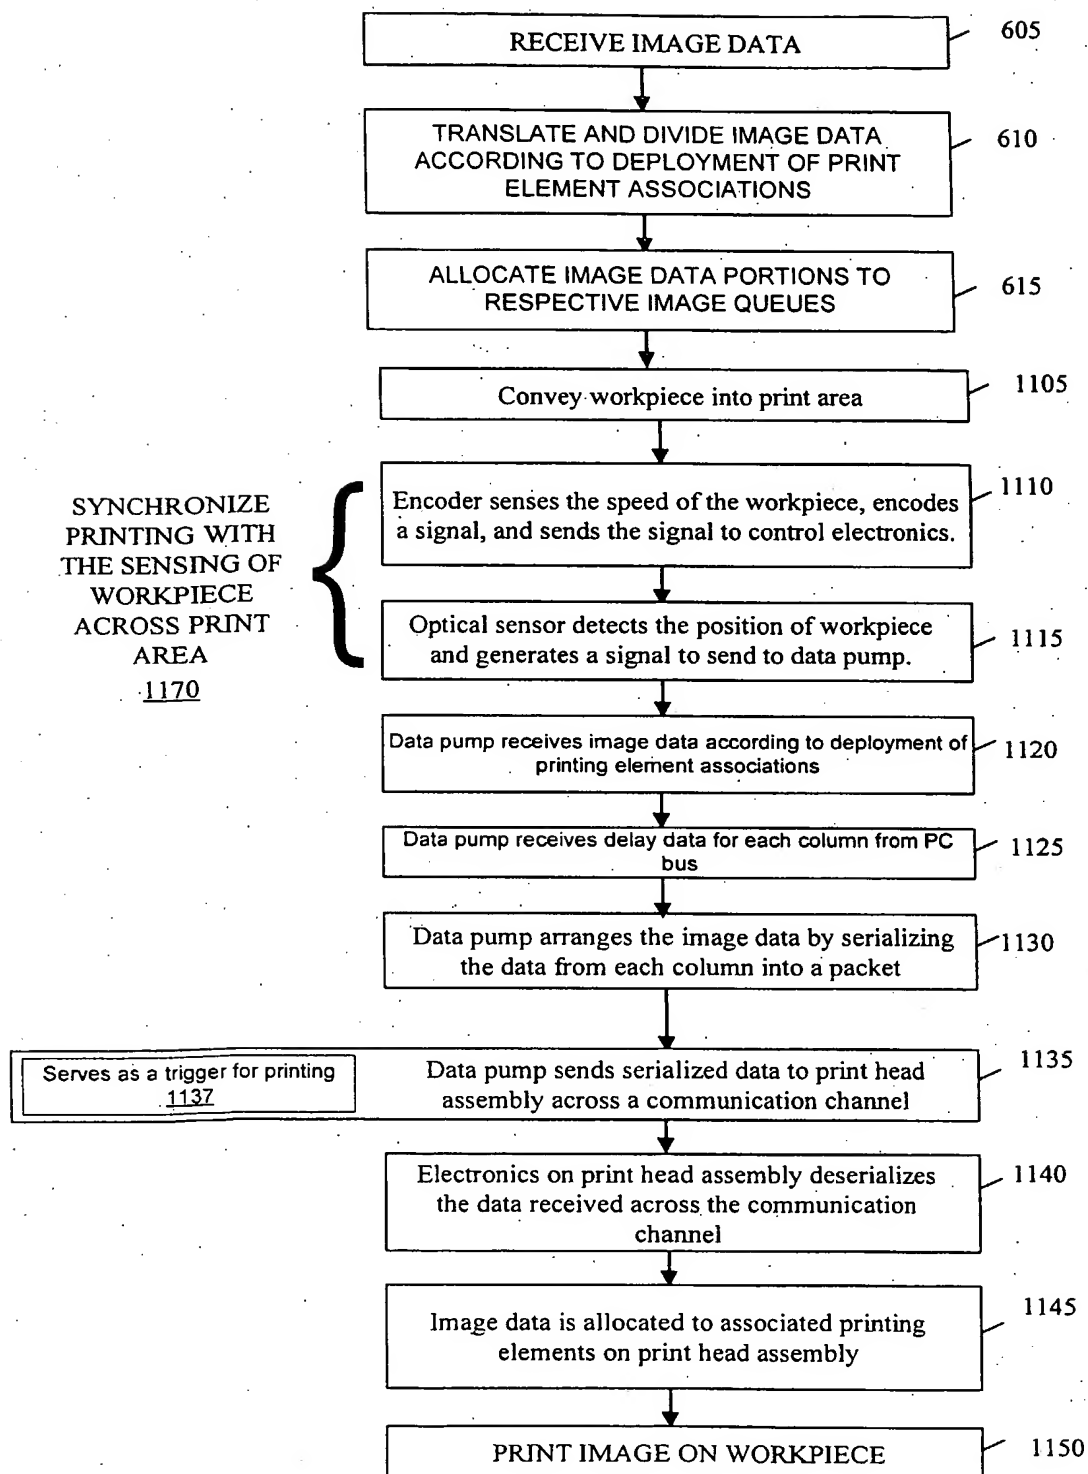 RECEIVE IMAGE DATA
605
TRANSLATE AND DIVIDE IMAGE DATA
ACCORDING TO DEPLOYMENT OF PRINT
ELEMENT ASSOCIATIONS
610
ALLOCATE IMAGE DATA PORTIONS TO
RESPECTIVE IMAGE QUEUES
615
Convey workpiece into print area
1105
SYNCHRONIZE
PRINTING WITH
THE SENSING OF
WORKPIECE
ACROSS PRINT
AREA
1170
Encoder senses the speed of the workpiece, encodes
a signal, and sends the signal to control electronics.
1110
Optical sensor detects the position of workpiece
and generates a signal to send to data pump.
1115
Data pump receives image data according to deployment of
printing element associations
1120
Data pump receives delay data for each column from PC
bus
1125
Data pump arranges the image data by serializing
the data from each column into a packet
1130
Serves as a trigger for printing
1137
Data pump sends serialized data to print head
assembly across a communication channel
1135
Electronics on print head assembly deserializes
the data received across the communication
channel
1140
Image data is allocated to associated printing
elements on print head assembly
1145
PRINT IMAGE ON WORKPIECE
1150